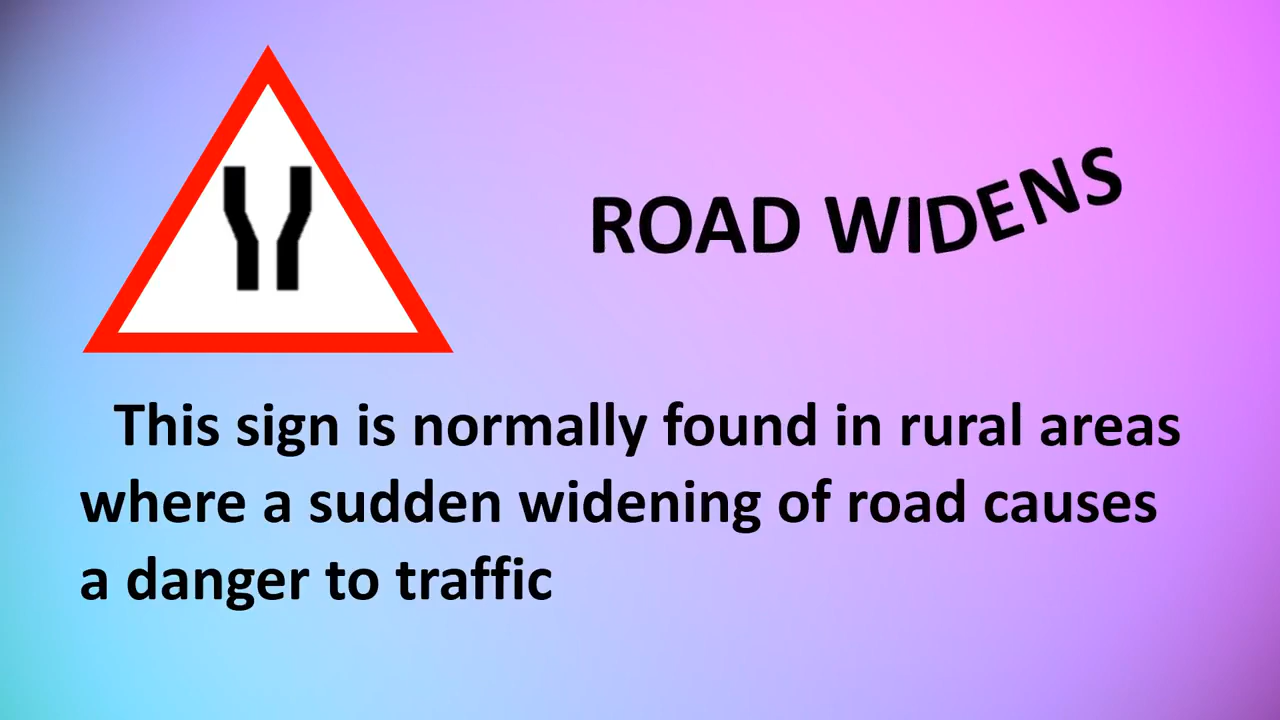 ROAD WIDENS
This sign is normally found in rural areas
where a sudden widening of road causes
a danger to traffic